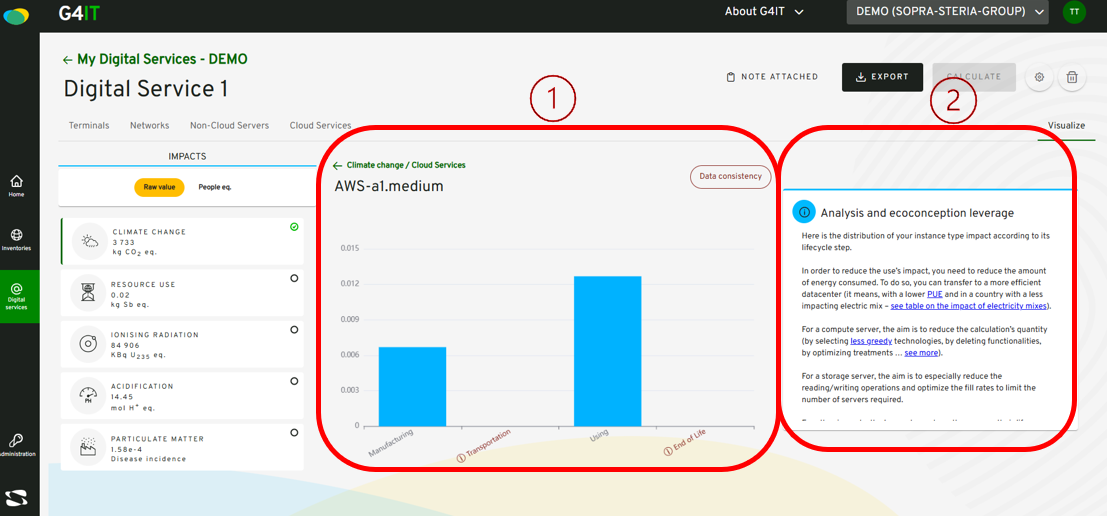 G4IT
About G4IT
DEMO (SOPRA-STERIA-GROUP)
TT
← My Digital Services - DEMO
Digital Service 1
NOTE ATTACHED
EXPORT
CALCULATE
1
2
Terminals
Networks
Non-Cloud Servers
Cloud Services
Visualize
Home
Inventories
Digital
services
dministration
IMPACTS
Raw value
People eq.
CLIMATE CHANGE
3 733
kg CO2 eq.
RESOURCE USE
0.02
kg Sb eq.
IONISING RADIATION
84 906
KBq U235 eq.
PH
ACIDIFICATION
14.45
mol H+ eq.
PARTICULATE MATTER
1.58e-4
Disease incidence
← Climate change / Cloud Services
AWS-a1.medium
Data consistency
0.015
0.012
0.009
0.006
0.003
0
Manufacturing
Transportation
Using
End of Life
Analysis and ecoconception leverage
Here is the distribution of your instance type impact according to its
lifecycle step.
In order to reduce the use's impact, you need to reduce the amount
of energy consumed. To do so, you can transfer to a more efficient
datacenter (it means, with a lower PUE and in a country with a less
impacting electric mix – see table on the impact of electricity mixes).
For a compute server, the aim is to reduce the calculation's quantity
(by selecting less greedy technologies, by deleting functionalities,
by optimizing treatments ... see more).
For a storage server, the aim is to especially reduce the
reading/writing operations and optimize the fill rates to limit the
number of servers required.